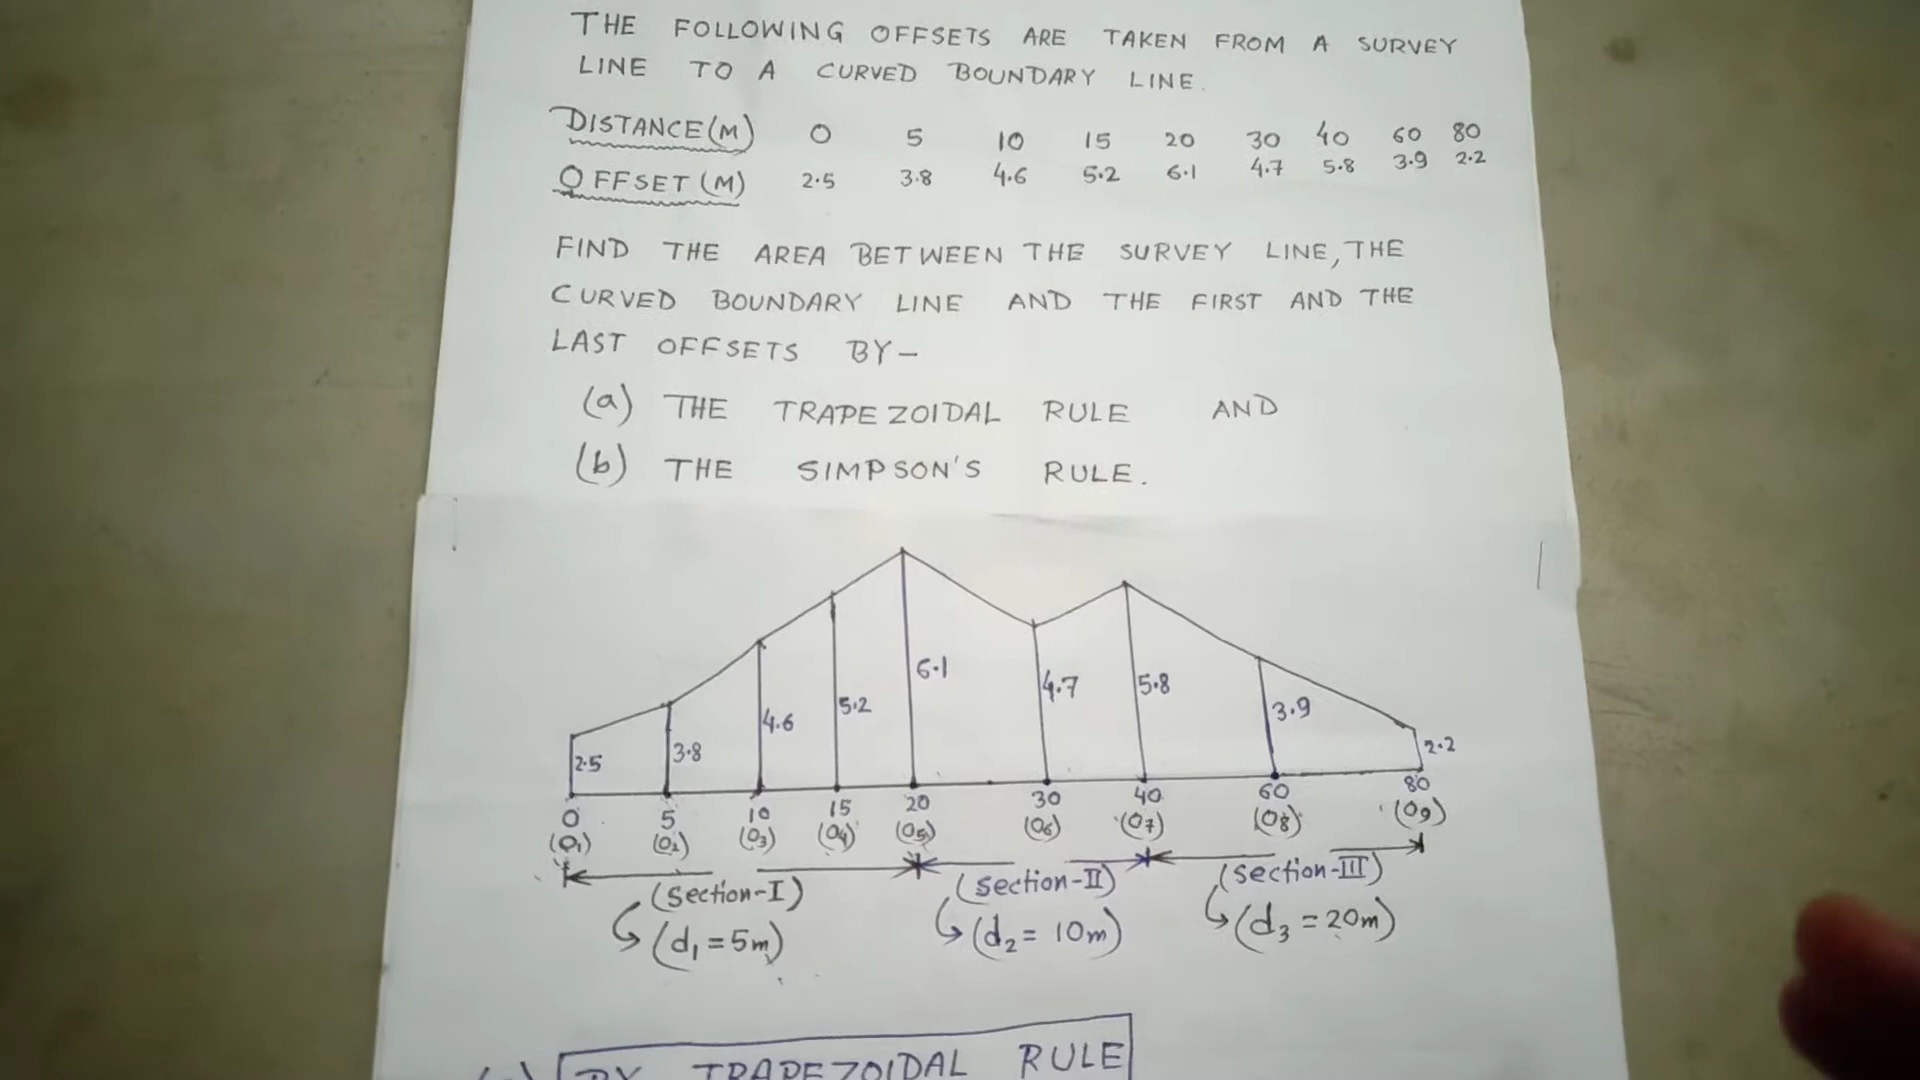 THE FOLLOWING OFFSETS ARE TAKEN FROM A SURVEY
LINE TO A CURVED BOUNDARY LINE.
DISTANCE(M) 0 5 10 15 20 30 40 60 80
OFFSET(M) 2.5 3.8 4.6 5.2 6.1 4.7 5.8 3.9 2.2
FIND THE AREA BETWEEN THE SURVEY LINE, THE
CURVED BOUNDARY LINE AND THE FIRST AND THE
LAST OFFSETS BY-
(a) THE TRAPEZOIDAL RULE AND
(b) THE SIMPSON'S RULE.
2.5 3.8 4.6 5.2 6.1 4.7 5.8 3.9 2.2
0 5 10 15 20 30 40 60 80
(O1) (O2) (O3) (O4) (O5) (O6) (O7) (O8) (O9)
(Section-I) (Section-II) (Section-III)
(d1=5m) (d2= 10m) (d3=20m)
BY TRAPEZOIDAL RULE